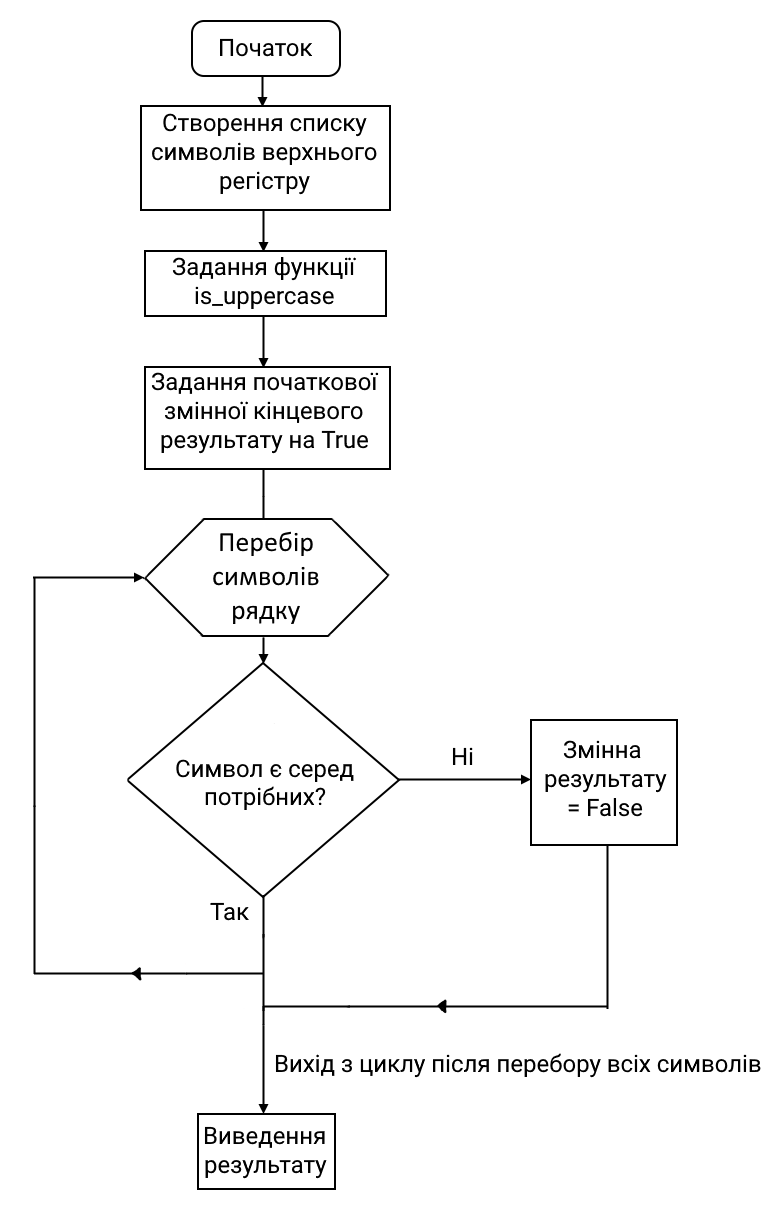 Початок
Створення списку
символів верхнього
регістру
Задання функції
is_uppercase
Задання початкової
змінної кінцевого
результату на True
Перебір
символів
рядку
Символ є серед
потрібних?
Ні
Змінна
результату
= False
Так
Вихід з циклу після перебору всіх символів
Виведення
результату